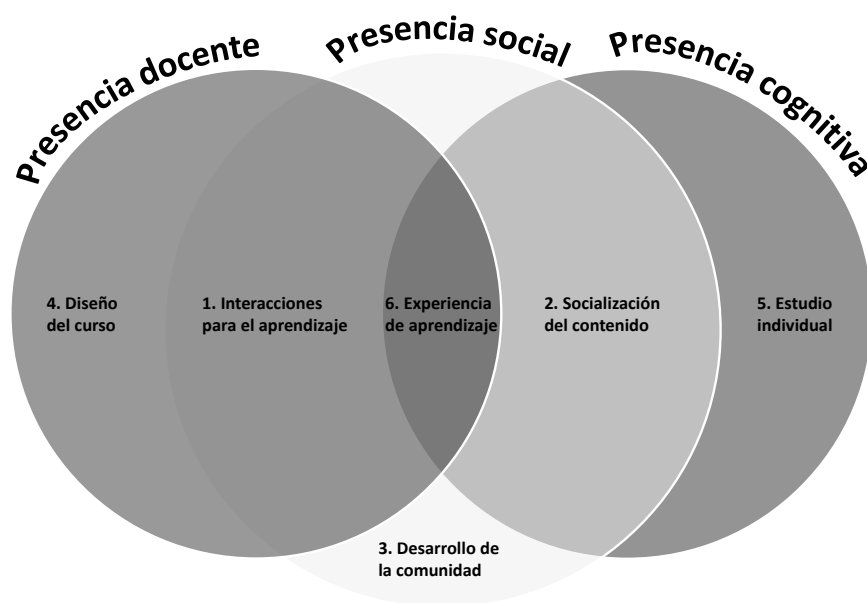 Presencia docente
Presencia social
Presencia cognitiva
4. Diseño
del curso
1. Interacciones
para el aprendizaje
6. Experiencia
de aprendizaje
2. Socialización
del contenido
5. Estudio
individual
3. Desarrollo de
la comunidad